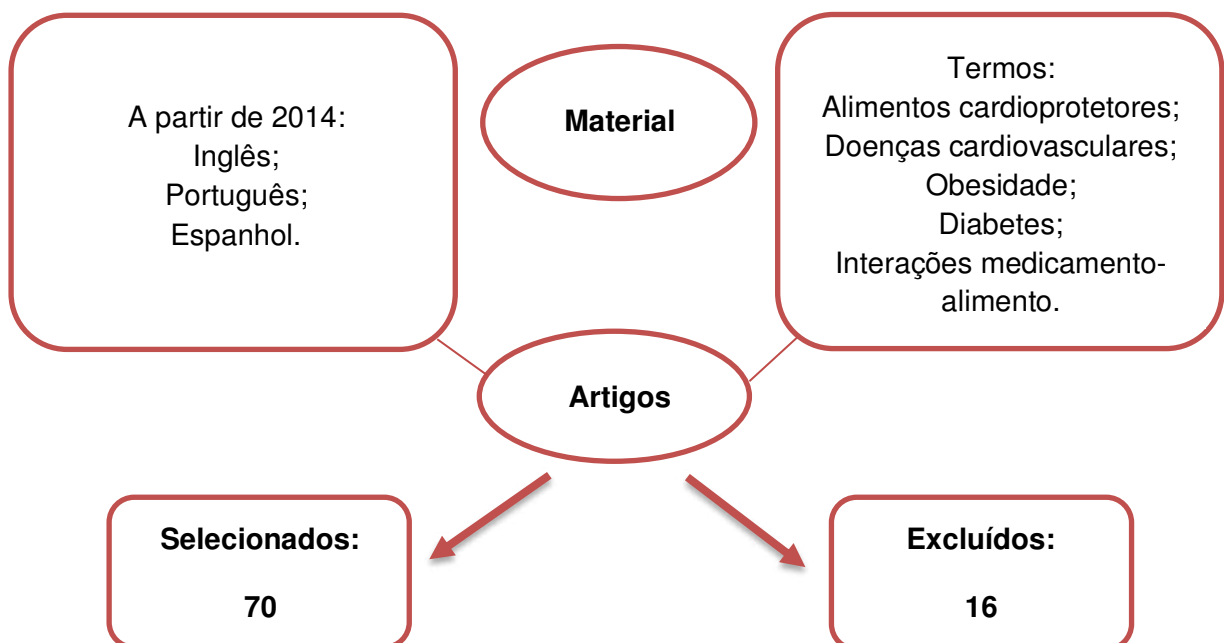 A partir de 2014:
Inglês;
Português;
Espanhol.
Material
Termos:
Alimentos cardioprotetores;
Doenças cardiovasculares;
Obesidade;
Diabetes;
Interações medicamento-
alimento.
Artigos
Selecionados:
70
Excluídos:
16